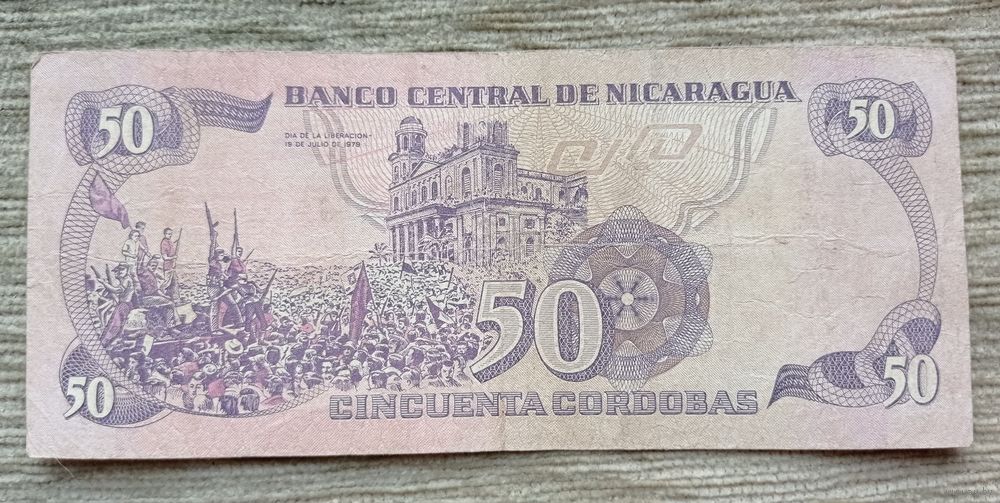 50
BANCO CENTRAL DE NICARAGUA
50
DIA DE LA LIBERACION-
19 DE JULIO DE 1979
50
50
50
CINCUENTA CORDOBAS